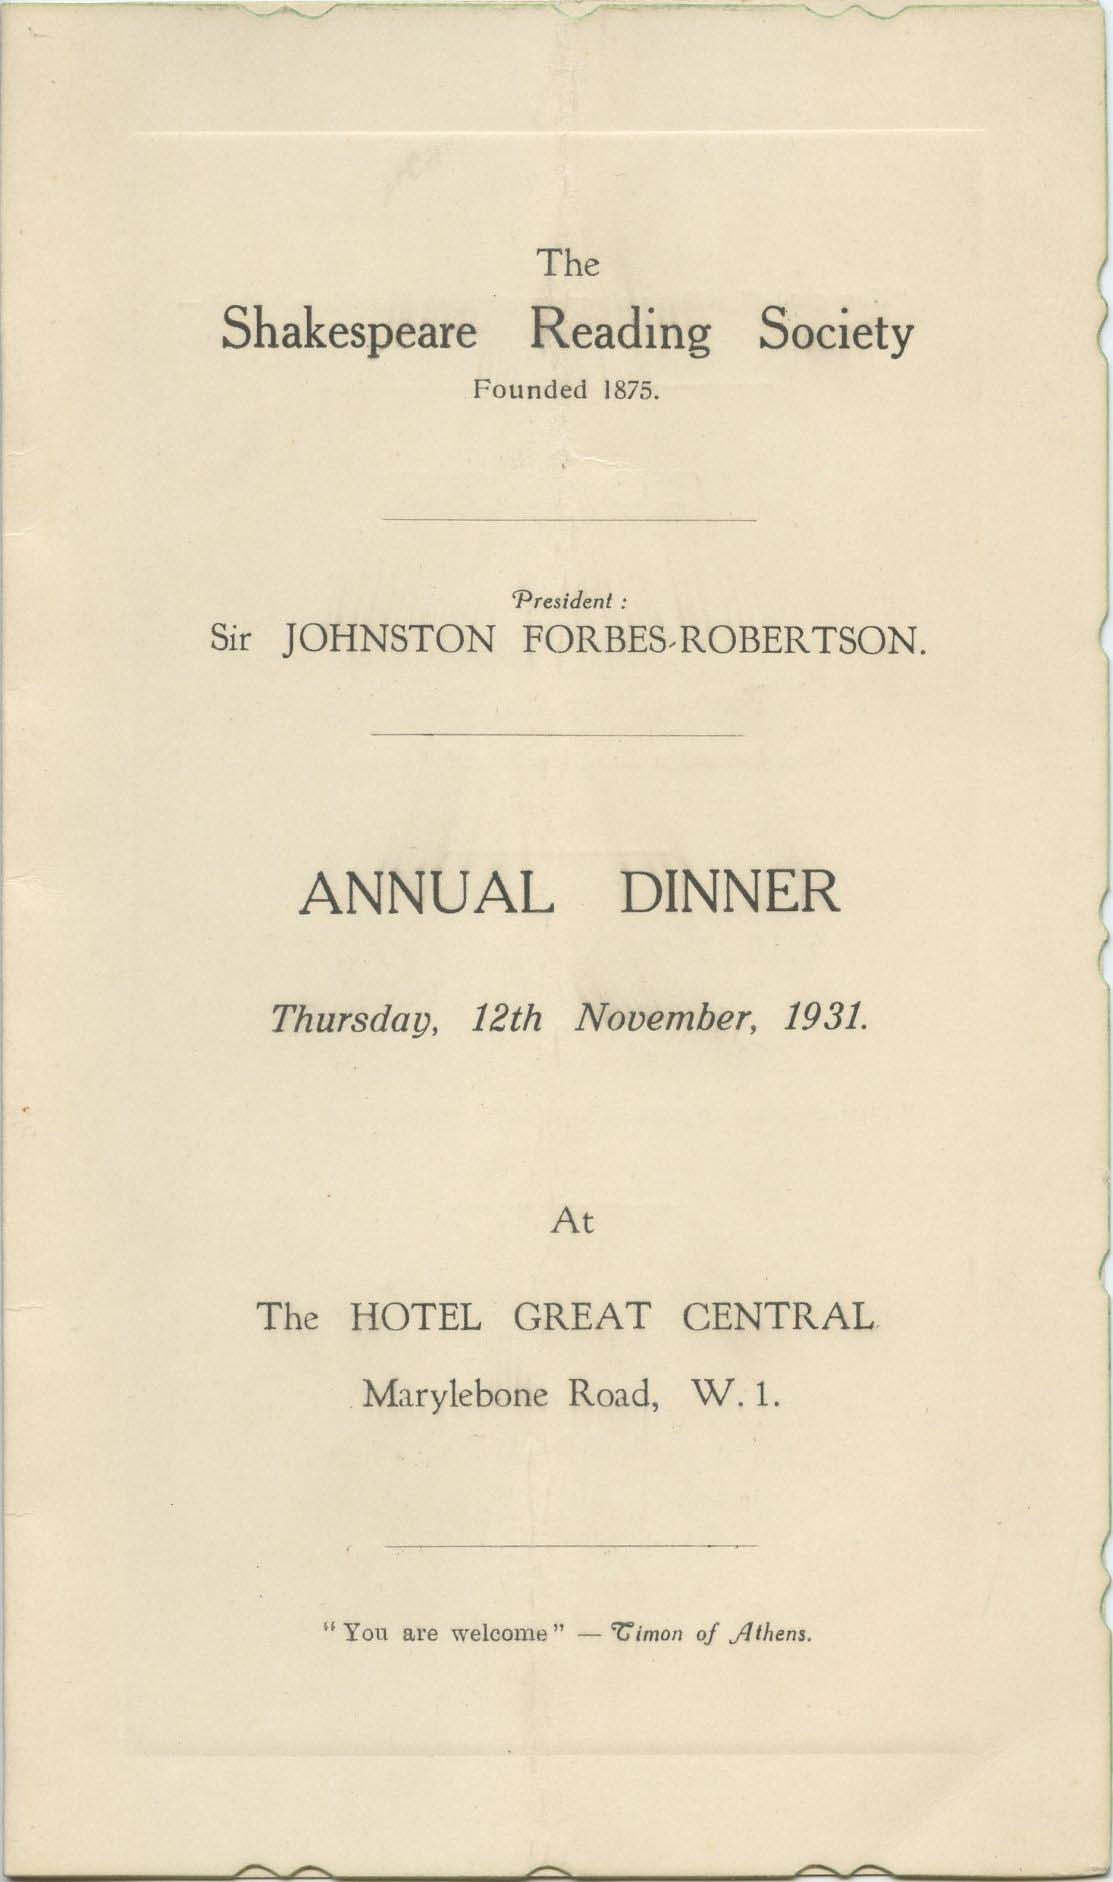 The
Shakespeare Reading Society
Founded 1875.
President :
Sir JOHNSTON FORBES-ROBERTSON.
ANNUAL DINNER
Thursday, 12th November, 1931.
At
The HOTEL GREAT CENTRAL
Marylebone Road, W. 1.
"You are welcome" — Timon of Athens.